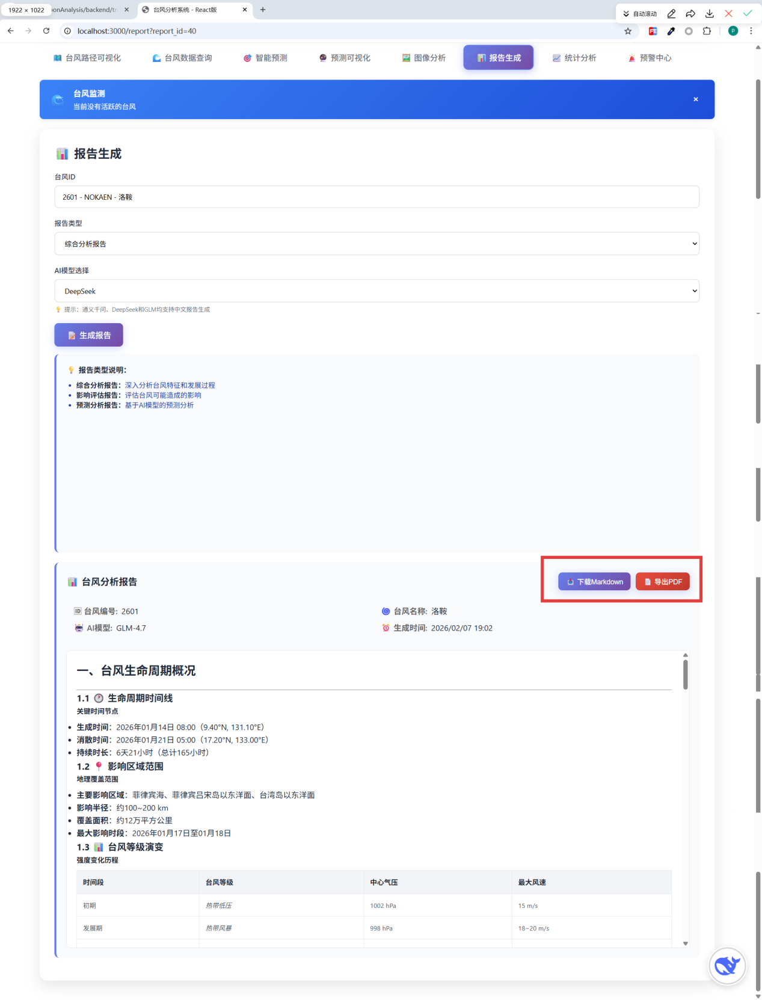 1922 × 1022
onAnalysis/backend/tr
台风分析系统 - React版
自动滚动
localhost:3000/report?report_id=40
P
台风路径可视化
台风数据查询
智能预测
预测可视化
图像分析
报告生成
统计分析
预警中心
台风监测
当前没有活跃的台风
报告生成
台风ID
2601 - NOKAEN - 洛鞍
报告类型
综合分析报告
AI模型选择
DeepSeek
提示：通义千问、DeepSeek和GLM均支持中文报告生成
生成报告
报告类型说明：
综合分析报告：深入分析台风特征和发展过程
影响评估报告：评估台风可能造成的影响
预测分析报告：基于AI模型的预测分析
台风分析报告
下载Markdown
导出PDF
ID 台风编号: 2601
台风名称: 洛鞍
AI模型: GLM-4.7
生成时间: 2026/02/07 19:02
一、台风生命周期概况
1.1 生命周期时间线
关键时间节点
生成时间：2026年01月14日 08:00（9.40°N, 131.10°E）
消散时间：2026年01月21日 05:00（17.20°N, 133.00°E）
持续时长：6天21小时（总计165小时）
1.2 影响区域范围
地理覆盖范围
主要影响区域：菲律宾海、菲律宾吕宋岛以东洋面、台湾岛以东洋面
影响半径：约100~200 km
覆盖面积：约12万平方公里
最大影响时段：2026年01月17日至01月18日
1.3 台风等级演变
强度变化历程
时间段 台风等级 中心气压 最大风速
初期 热带低压 1002 hPa 15 m/s
发展期 热带风暴 998 hPa 18~20 m/s